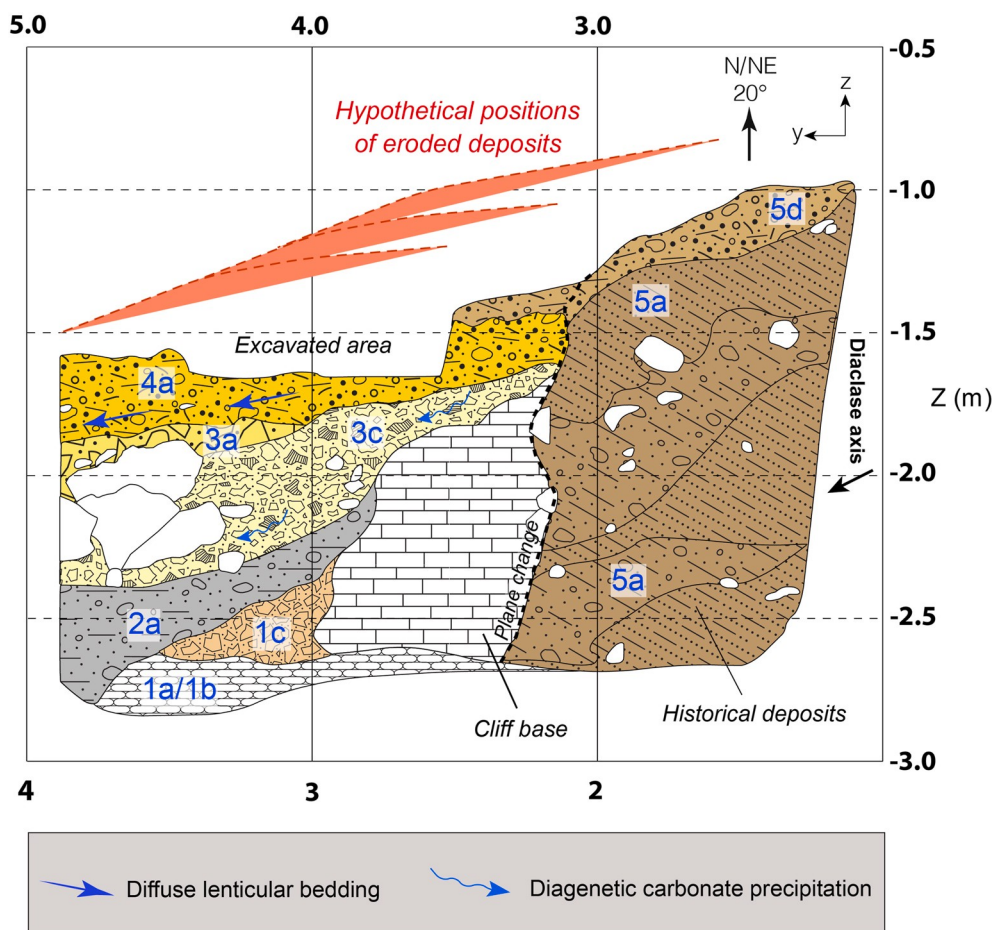 5.0 4.0 3.0
-0.5
N/NE
20°
z
y
Hypothetical positions
of eroded deposits
-1.0
5d
5a
-1.5
Excavated area
4a
Diaclase axis
Z (m)
3a
3c
-2.0
Plane change
5a
-2.5
2a
1c
1a/1b
Cliff base
Historical deposits
-3.0
4 3 2
Diffuse lenticular bedding
Diagenetic carbonate precipitation